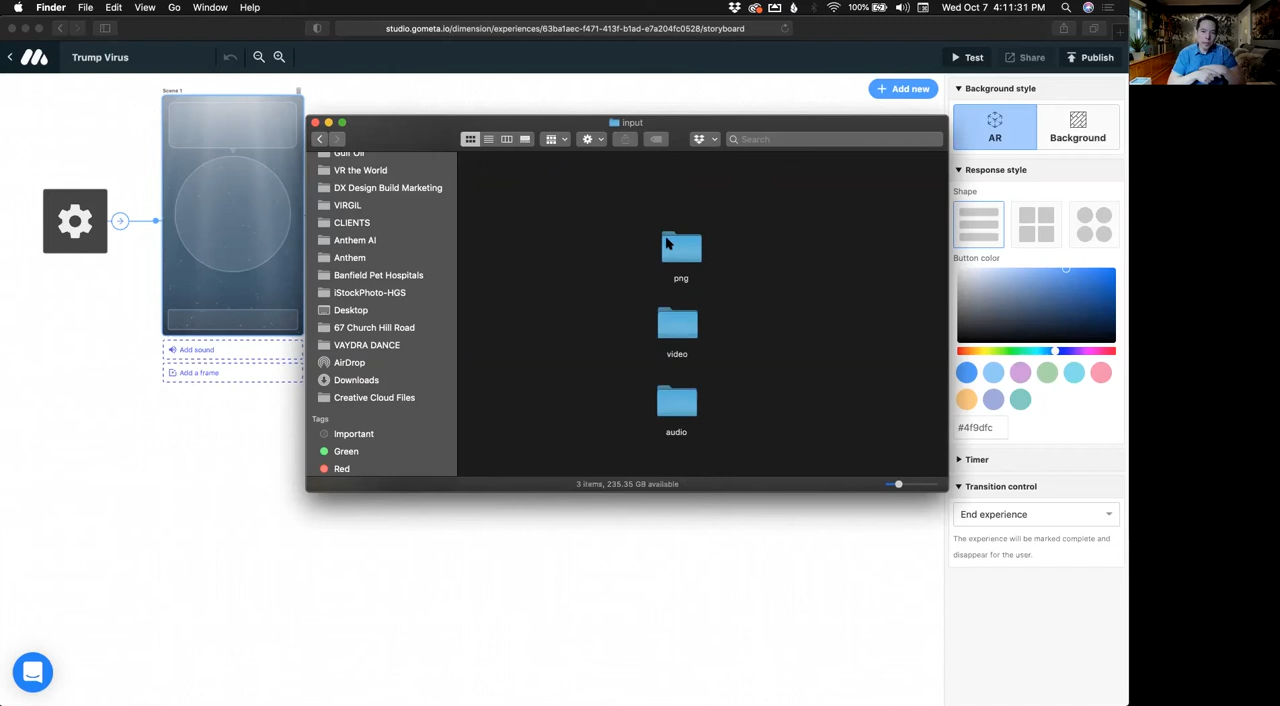 Finder File Edit View Go Window Help
100% Wed Oct 7 4:11:31 PM
studio.gometa.io/dimension/experiences/63ba1aec-f471-413f-b1ad-e7a204fc0528/storyboard
Trump Virus
Test Share Publish
Scene 1
Add new
Add sound
Add a frame
input
Search
Gulf Oil
VR the World
DX Design Build Marketing
VIRGIL
CLIENTS
Anthem AI
Anthem
Banfield Pet Hospitals
iStockPhoto-HGS
Desktop
67 Church Hill Road
VAYDRA DANCE
AirDrop
Downloads
Creative Cloud Files
Tags
Important
Green
Red
png
video
audio
3 items, 235.35 GB available
Background style
AR Background
Response style
Shape
Button color
#4f9dfc
Timer
Transition control
End experience
The experience will be marked complete and
disappear for the user.